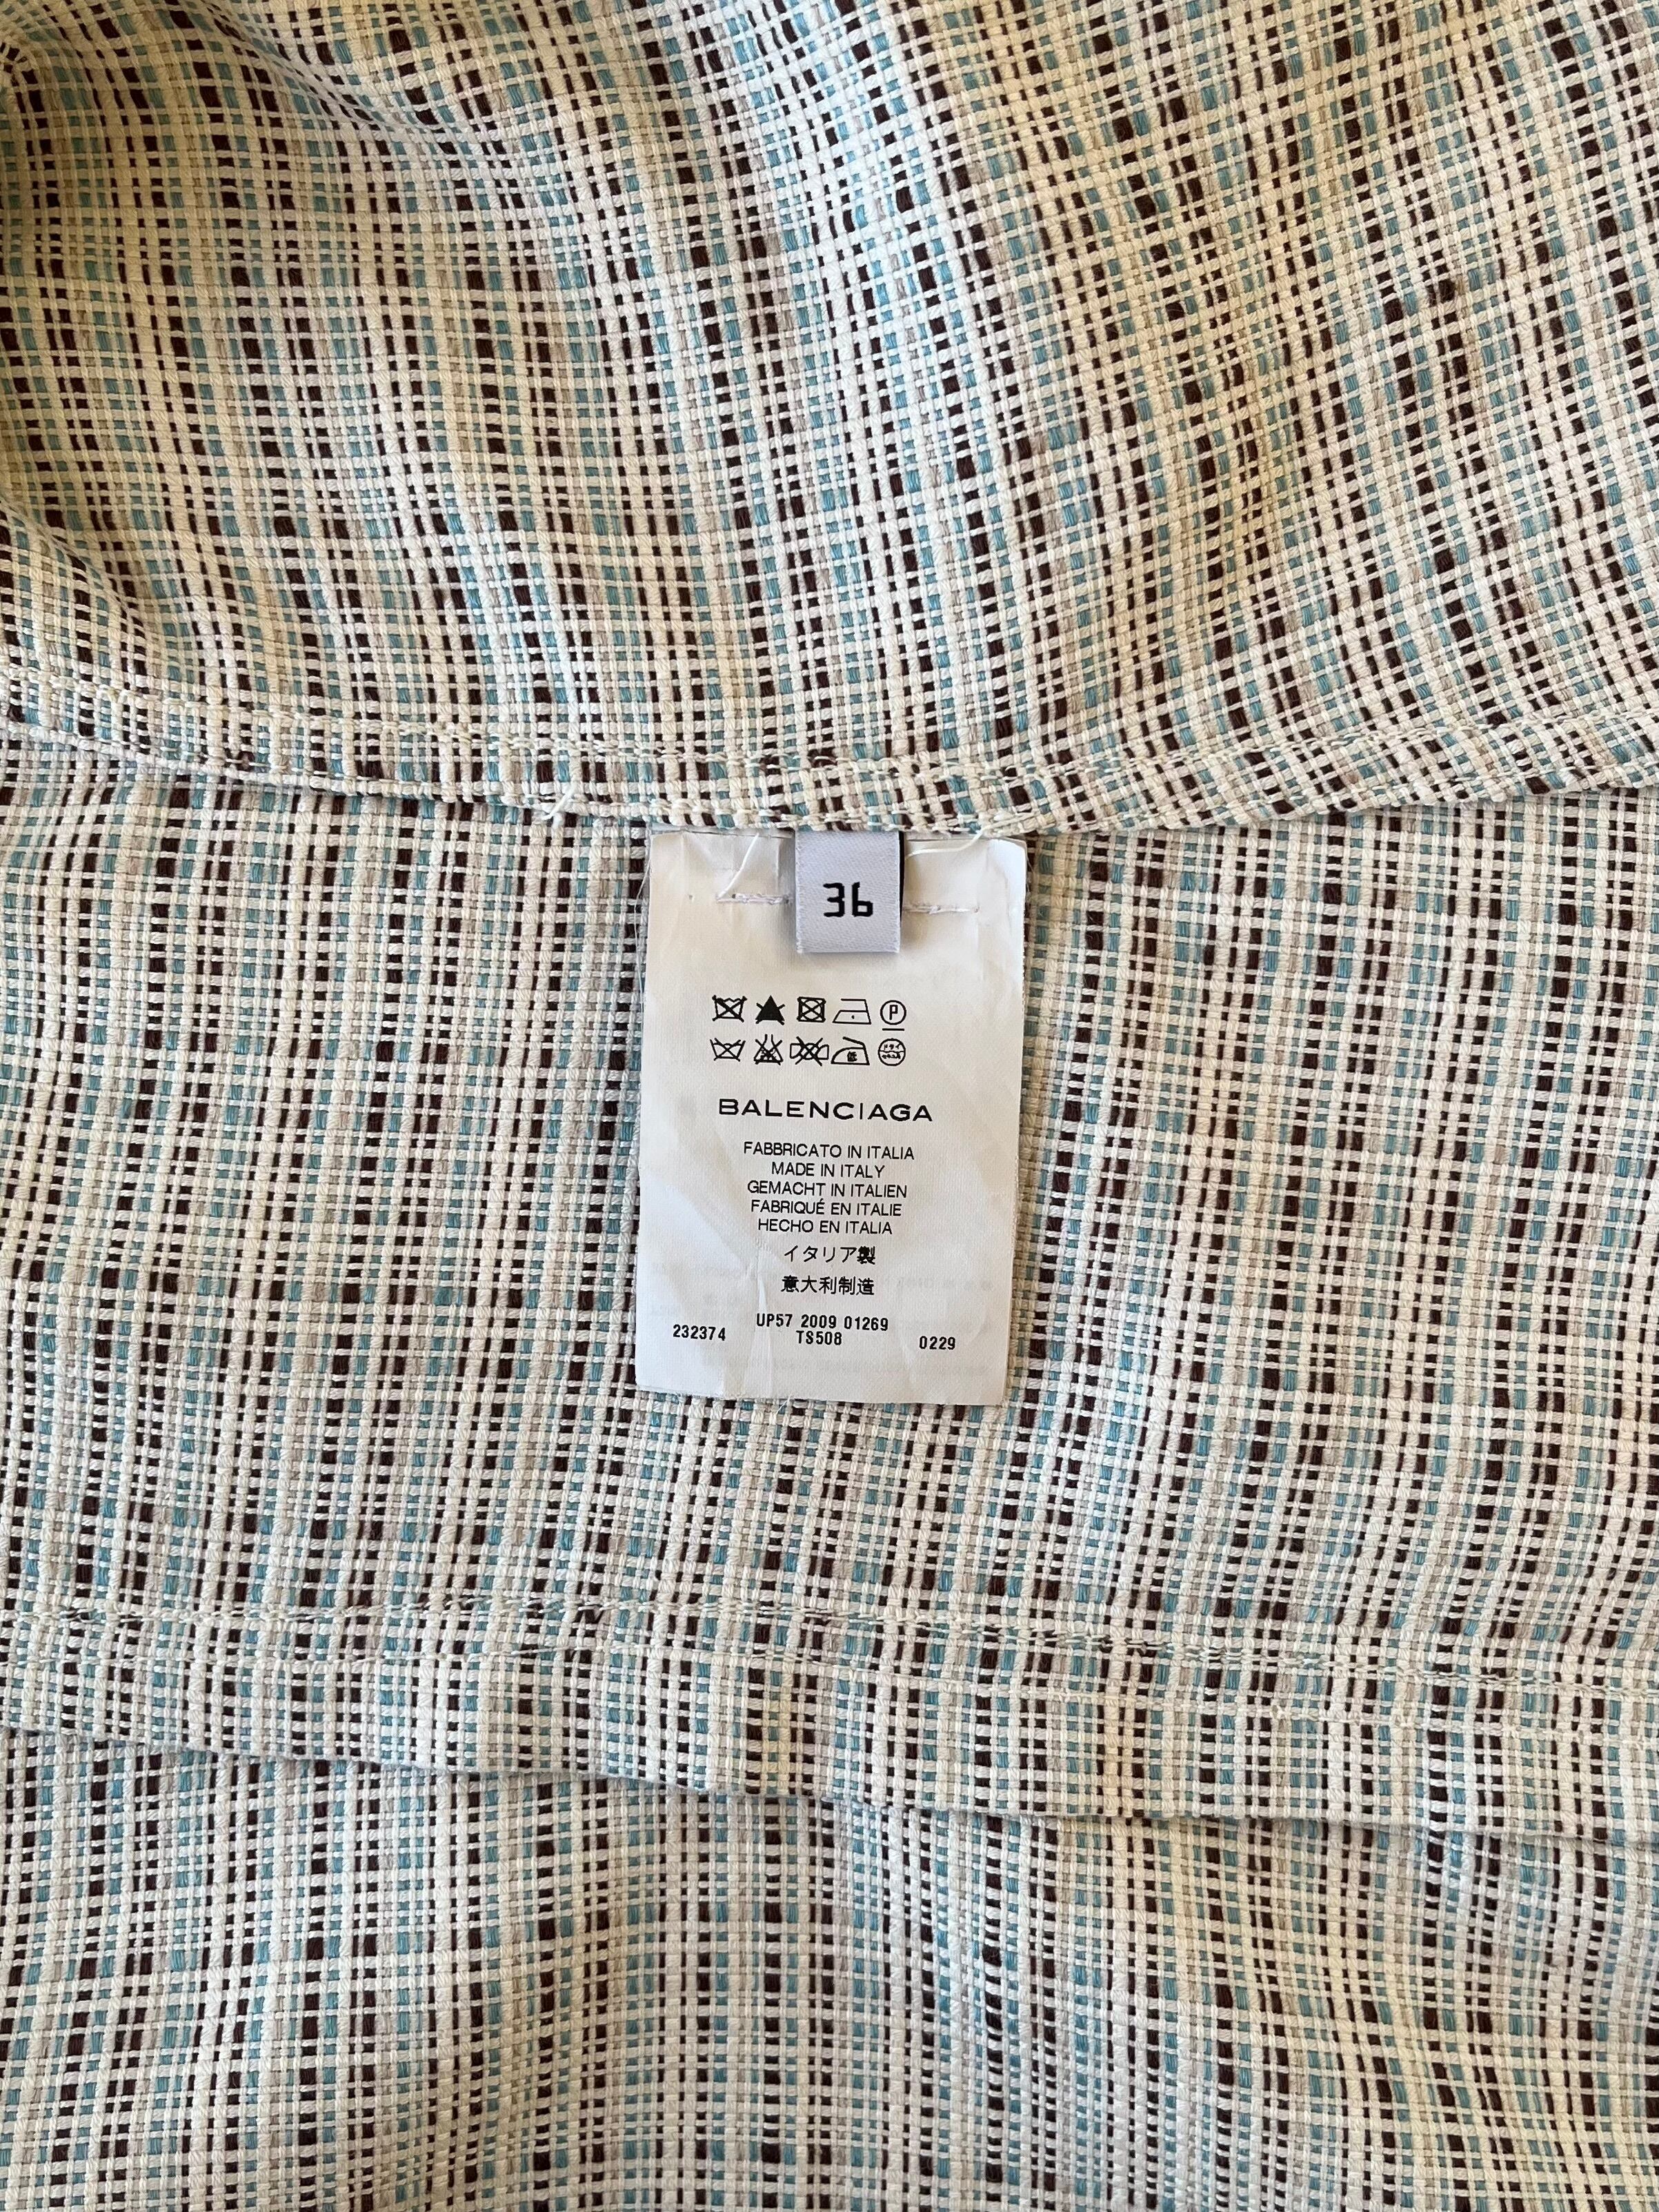 36
P
BALENCIAGA
FABBRICATO IN ITALIA
MADE IN ITALY
GEMACHT IN ITALIEN
FABRIQUÉ EN ITALIE
HECHO EN ITALIA
イタリア製
意大利制造
UP57 2009 01269
232374 TS508 0229